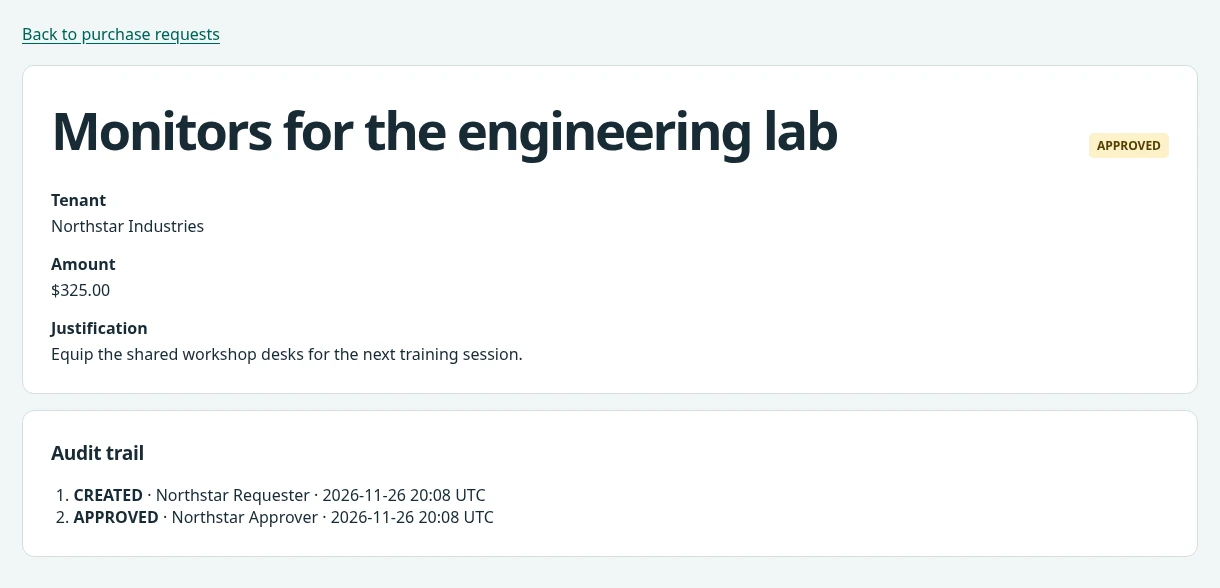 Back to purchase requests
Monitors for the engineering lab
APPROVED
Tenant
Northstar Industries
Amount
$325.00
Justification
Equip the shared workshop desks for the next training session.
Audit trail
1. CREATED · Northstar Requester · 2026-11-26 20:08 UTC
2. APPROVED · Northstar Approver · 2026-11-26 20:08 UTC